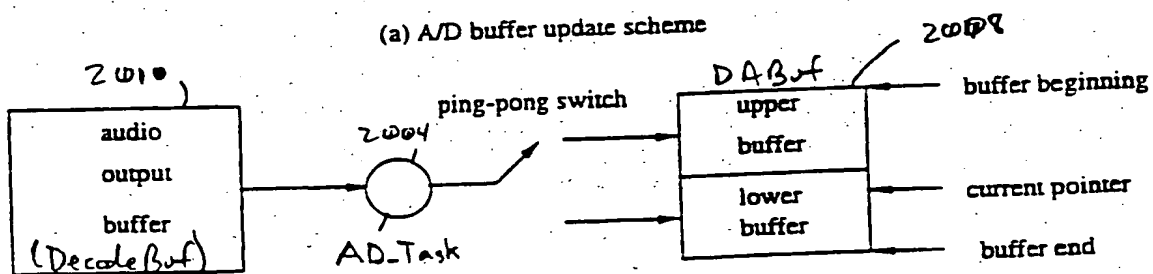 (a) A/D buffer update scheme
2010
audio
output
buffer
(DecodeBuf)
2004
AD_Task
ping-pong switch
DABuf
upper
buffer
lower
buffer
buffer beginning
current pointer
buffer end